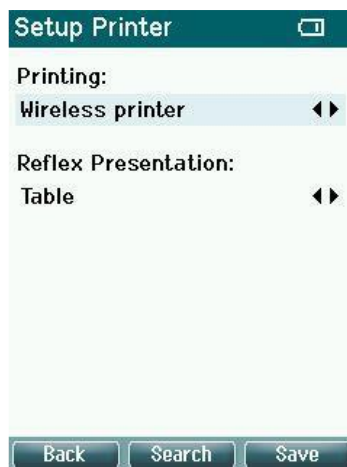 Setup Printer
Printing:
Wireless printer
Reflex Presentation:
Table
Back Search Save